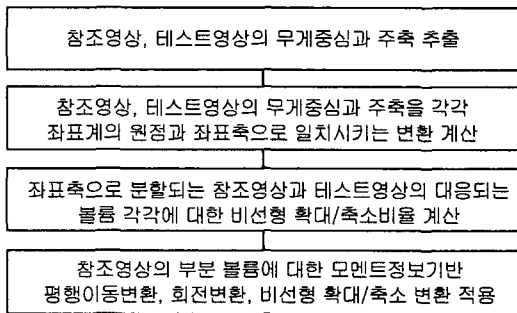 참조영상, 테스트영상의 무게중심과 주축 추출
참조영상, 테스트영상의 무게중심과 주축을 각각
좌표계의 원점과 좌표축으로 일치시키는 변환 계산
좌표축으로 분할되는 참조영상과 테스트영상의 대응되는
볼륨 각각에 대한 비선형 확대/축소비율 계산
참조영상의 부분 볼륨에 대한 모멘트정보기반
평행이동변환, 회전변환, 비선형 확대/축소 변환 적용